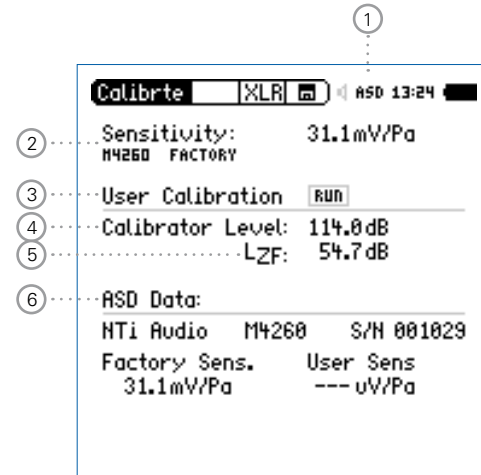 1
Calibrte XLR ASD 13:24
2 Sensitivity: 31.1mV/Pa
M4260 FACTORY
3 User Calibration RUN
4 Calibrator Level: 114.0dB
5 LZF: 54.7dB
6 ASD Data:
NTi Audio M4260 S/N 001029
Factory Sens. User Sens
31.1mV/Pa --- uV/Pa